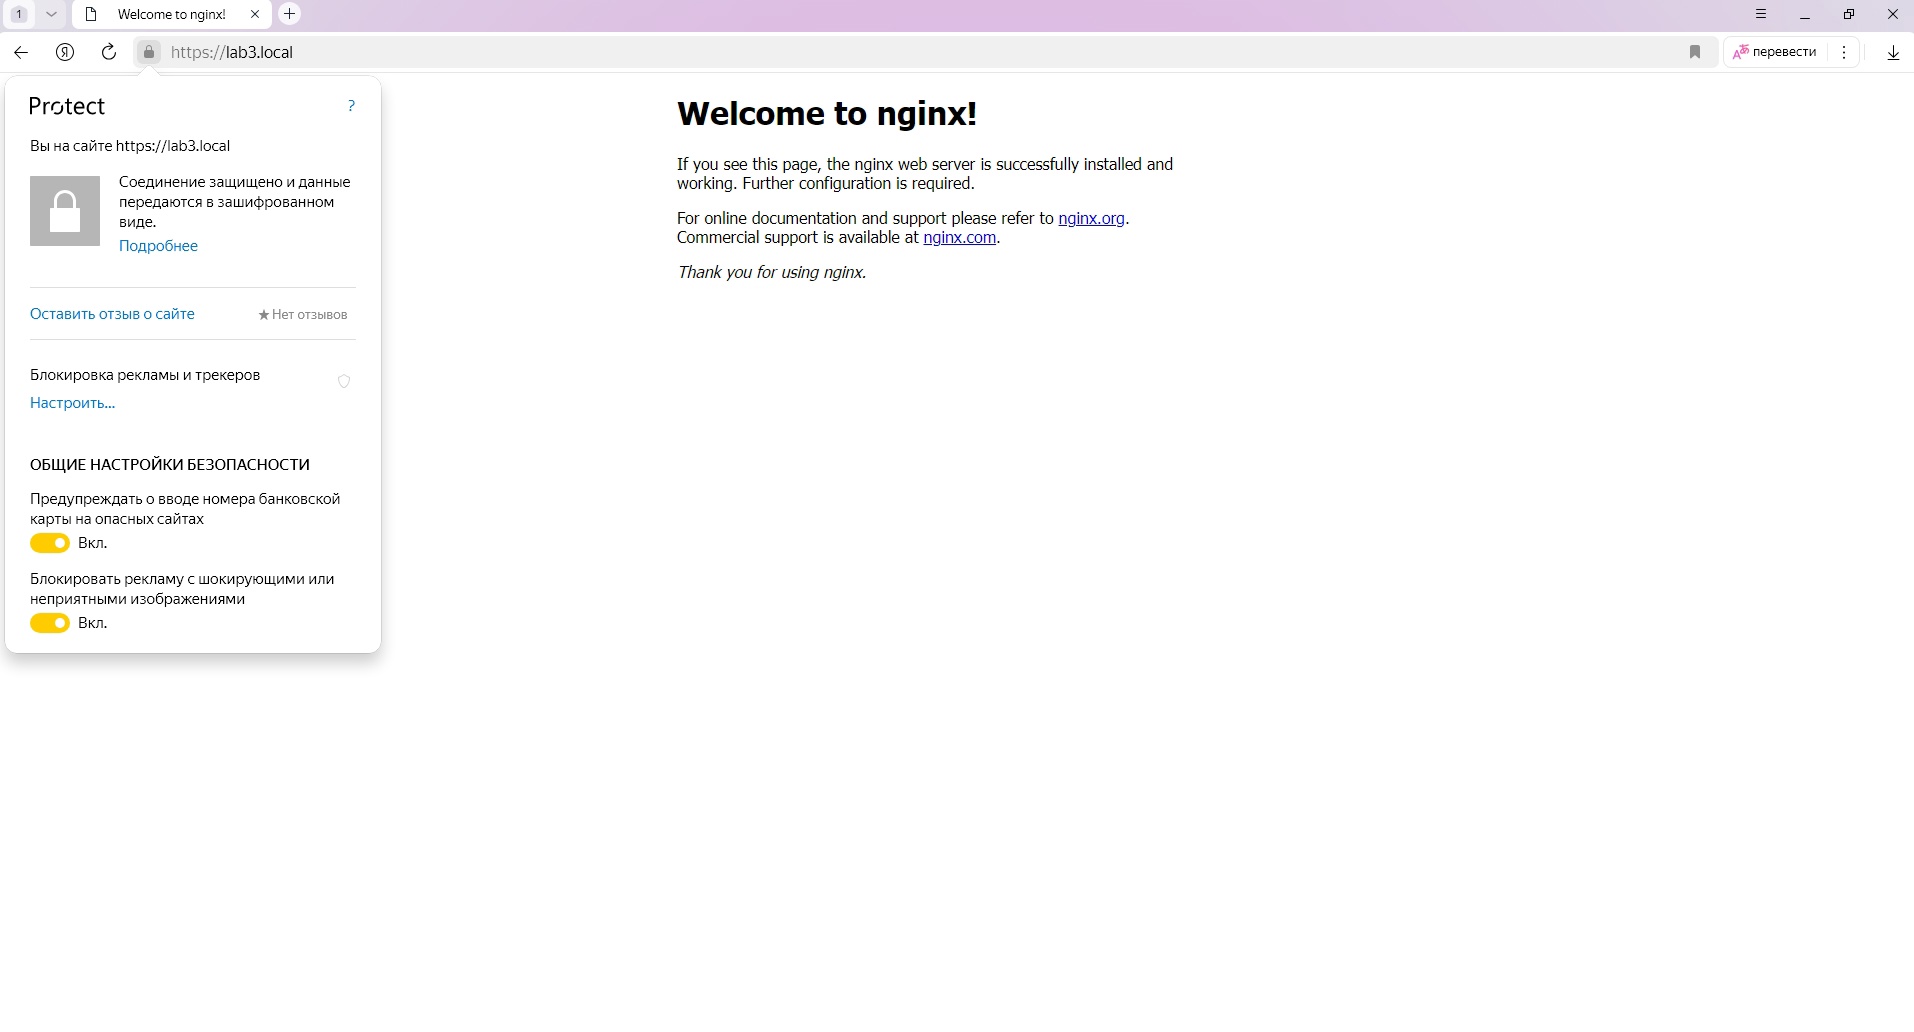 1
Welcome to nginx!
Я
https://lab3.local
перевести
Protect
?
Вы на сайте https://lab3.local
Соединение защищено и данные
передаются в зашифрованном
виде.
Подробнее
Оставить отзыв о сайте
★ Нет отзывов
Блокировка рекламы и трекеров
Настроить...
ОБЩИЕ НАСТРОЙКИ БЕЗОПАСНОСТИ
Предупреждать о вводе номера банковской
карты на опасных сайтах
Вкл.
Блокировать рекламу с шокирующими или
неприятными изображениями
Вкл.
Welcome to nginx!
If you see this page, the nginx web server is successfully installed and
working. Further configuration is required.
For online documentation and support please refer to nginx.org.
Commercial support is available at nginx.com.
Thank you for using nginx.